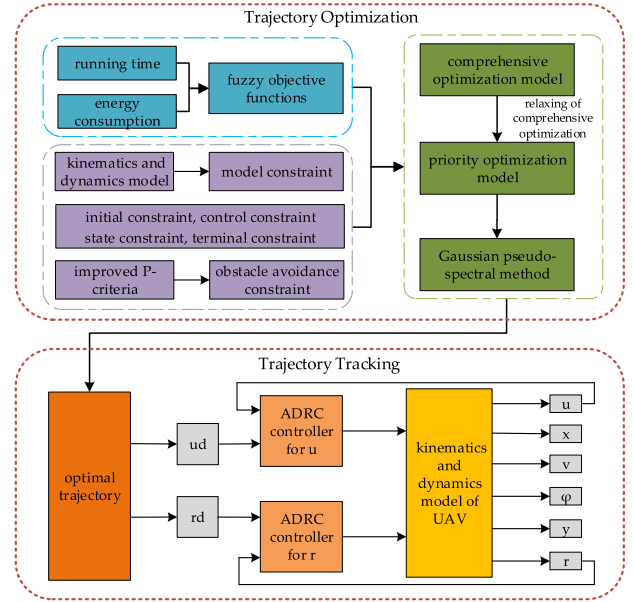 Trajectory Optimization
running time
energy
consumption
fuzzy objective
functions
kinematics and
dynamics model
model constraint
initial constraint, control constraint
state constraint, terminal constraint
improved P-
criteria
obstacle avoidance
constraint
comprehensive
optimization model
relaxing of
comprehensive
optimization
priority optimization
model
Gaussian pseudo-
spectral method
Trajectory Tracking
optimal
trajectory
ud
rd
ADRC
controller
for u
ADRC
controller
for r
kinematics
and
dynamics
model of
UAV
u
x
v
φ
y
r